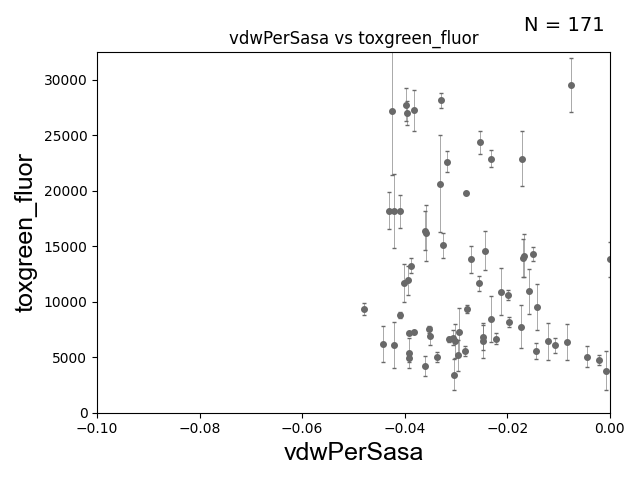 N = 171
vdwPerSasa vs toxgreen_fluor
toxgreen_fluor
30000
25000
20000
15000
10000
5000
0
−0.10 −0.08 −0.06 −0.04 −0.02 0.00
vdwPerSasa